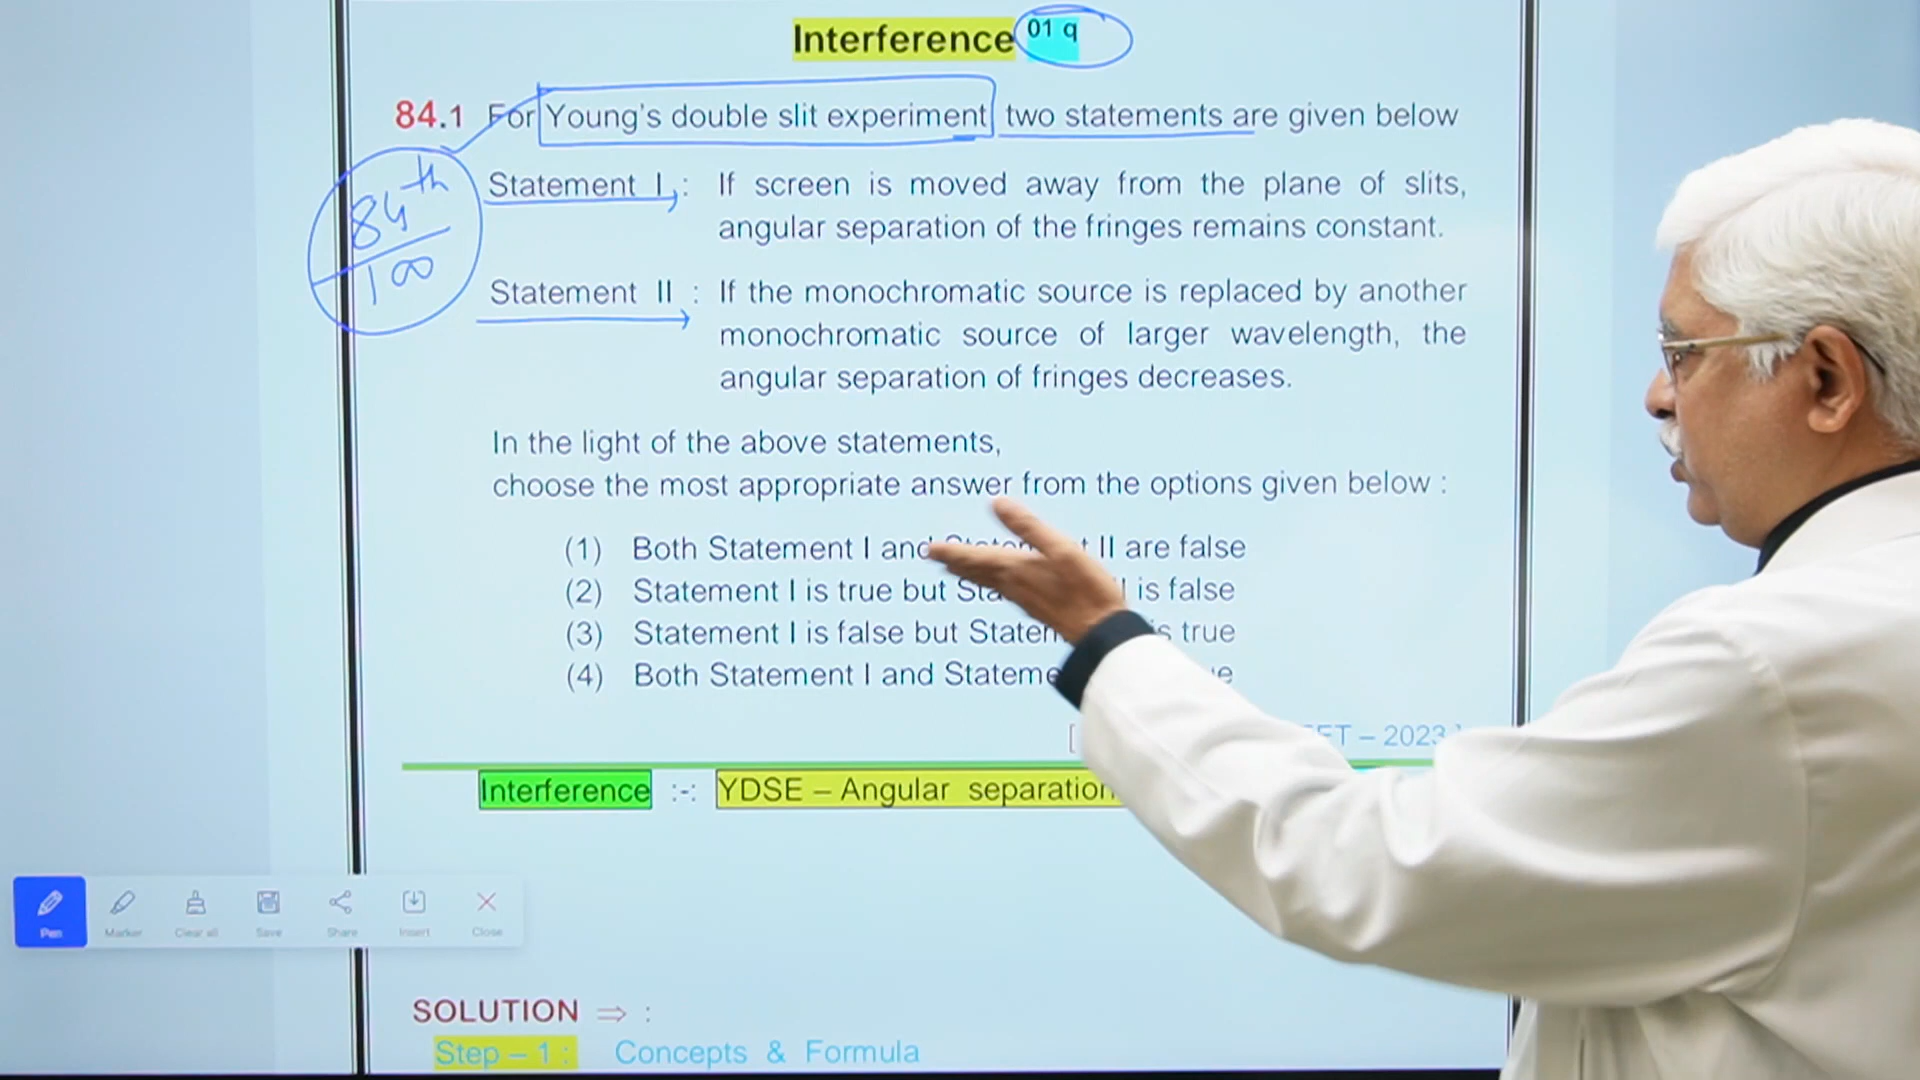 Interference 01 q
84.1 For Young's double slit experiment two statements are given below
84th
100
Statement I : If screen is moved away from the plane of slits,
angular separation of the fringes remains constant.
Statement II : If the monochromatic source is replaced by another
monochromatic source of larger wavelength, the
angular separation of fringes decreases.
In the light of the above statements,
choose the most appropriate answer from the options given below :
(1) Both Statement I and II are false
(2) Statement I is true but is false
(3) Statement I is false but true
(4) Both Statement I and
[ – 2023 ]
Interference :-: YDSE – Angular separation
Pen Marker Clear all Save Share Insert Close
SOLUTION ⇒ :
Step – 1 : Concepts & Formula